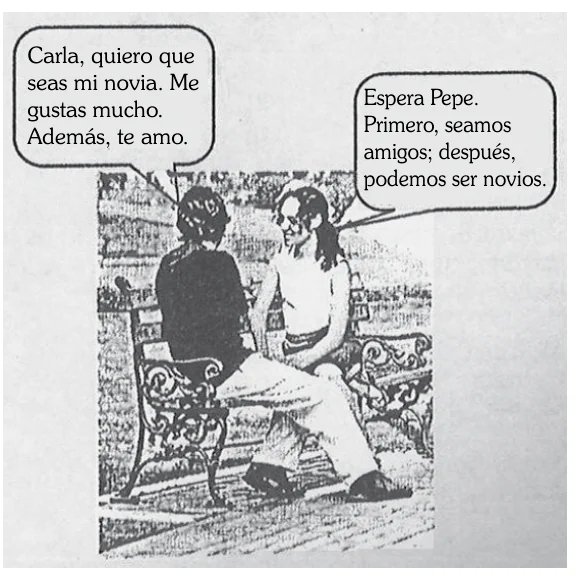 Carla, quiero que
seas mi novia. Me
gustas mucho.
Además, te amo.
Espera Pepe.
Primero, seamos
amigos; después,
podemos ser novios.